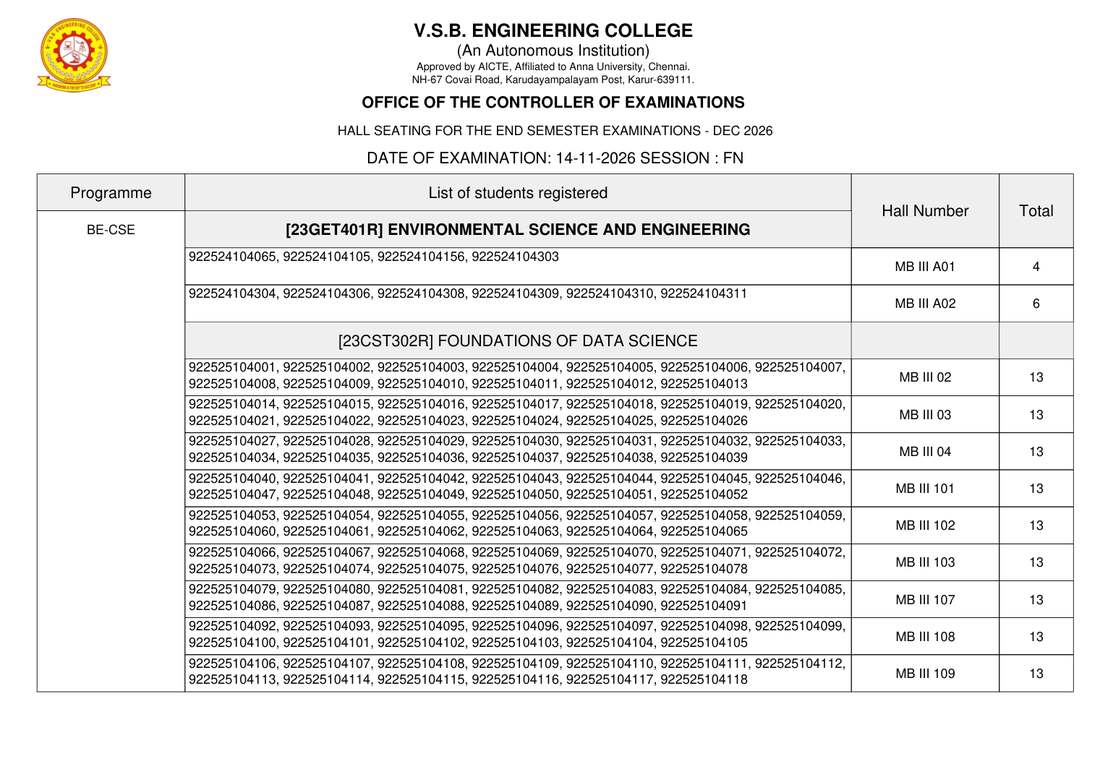 V.S.B. ENGINEERING COLLEGE
(An Autonomous Institution)
Approved by AICTE, Affiliated to Anna University, Chennai.
NH-67 Covai Road, Karudayampalayam Post, Karur-639111.
OFFICE OF THE CONTROLLER OF EXAMINATIONS
HALL SEATING FOR THE END SEMESTER EXAMINATIONS - DEC 2026
DATE OF EXAMINATION: 14-11-2026 SESSION : FN
Programme List of students registered Hall Number Total
BE-CSE [23GET401R] ENVIRONMENTAL SCIENCE AND ENGINEERING
922524104065, 922524104105, 922524104156, 922524104303 MB III A01 4
922524104304, 922524104306, 922524104308, 922524104309, 922524104310, 922524104311 MB III A02 6
[23CST302R] FOUNDATIONS OF DATA SCIENCE
922525104001, 922525104002, 922525104003, 922525104004, 922525104005, 922525104006, 922525104007,
922525104008, 922525104009, 922525104010, 922525104011, 922525104012, 922525104013 MB III 02 13
922525104014, 922525104015, 922525104016, 922525104017, 922525104018, 922525104019, 922525104020,
922525104021, 922525104022, 922525104023, 922525104024, 922525104025, 922525104026 MB III 03 13
922525104027, 922525104028, 922525104029, 922525104030, 922525104031, 922525104032, 922525104033,
922525104034, 922525104035, 922525104036, 922525104037, 922525104038, 922525104039 MB III 04 13
922525104040, 922525104041, 922525104042, 922525104043, 922525104044, 922525104045, 922525104046,
922525104047, 922525104048, 922525104049, 922525104050, 922525104051, 922525104052 MB III 101 13
922525104053, 922525104054, 922525104055, 922525104056, 922525104057, 922525104058, 922525104059,
922525104060, 922525104061, 922525104062, 922525104063, 922525104064, 922525104065 MB III 102 13
922525104066, 922525104067, 922525104068, 922525104069, 922525104070, 922525104071, 922525104072,
922525104073, 922525104074, 922525104075, 922525104076, 922525104077, 922525104078 MB III 103 13
922525104079, 922525104080, 922525104081, 922525104082, 922525104083, 922525104084, 922525104085,
922525104086, 922525104087, 922525104088, 922525104089, 922525104090, 922525104091 MB III 107 13
922525104092, 922525104093, 922525104095, 922525104096, 922525104097, 922525104098, 922525104099,
922525104100, 922525104101, 922525104102, 922525104103, 922525104104, 922525104105 MB III 108 13
922525104106, 922525104107, 922525104108, 922525104109, 922525104110, 922525104111, 922525104112,
922525104113, 922525104114, 922525104115, 922525104116, 922525104117, 922525104118 MB III 109 13